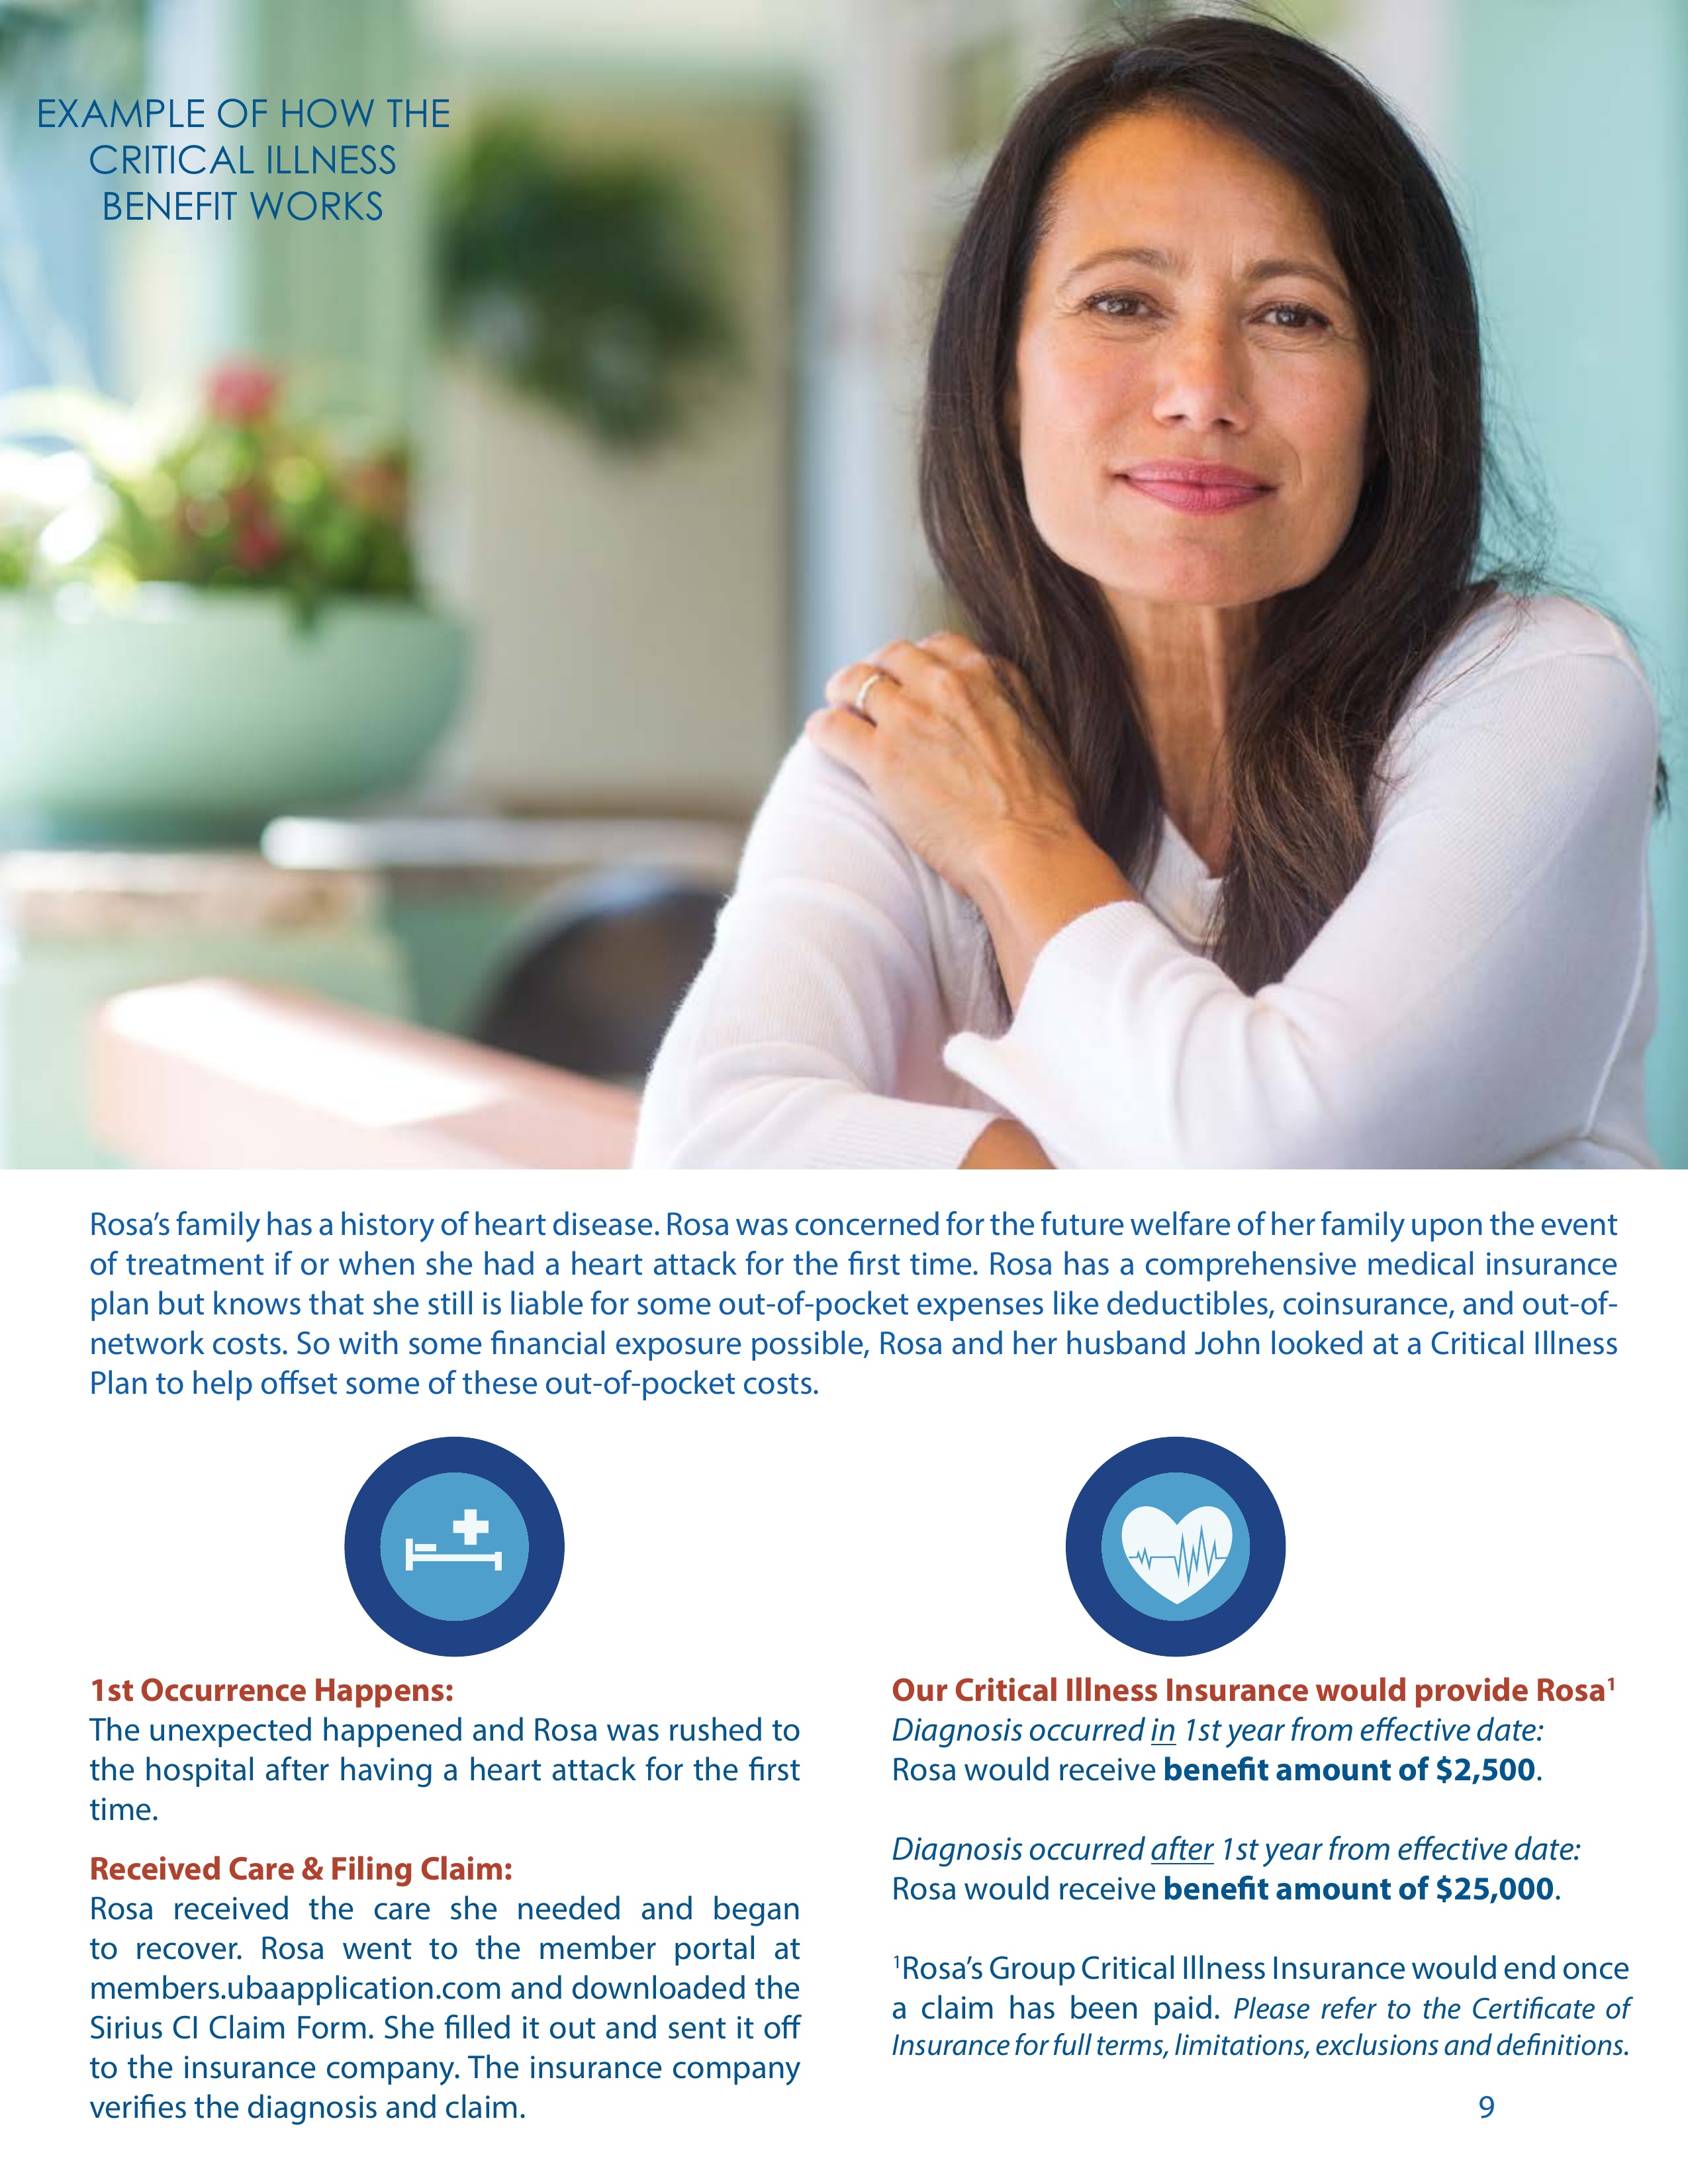 EXAMPLE OF HOW THE
CRITICAL ILLNESS
BENEFIT WORKS
Rosa’s family has a history of heart disease. Rosa was concerned for the future welfare of her family upon the event
of treatment if or when she had a heart attack for the first time. Rosa has a comprehensive medical insurance
plan but knows that she still is liable for some out-of-pocket expenses like deductibles, coinsurance, and out-of-
network costs. So with some financial exposure possible, Rosa and her husband John looked at a Critical Illness
Plan to help offset some of these out-of-pocket costs.
1st Occurrence Happens:
The unexpected happened and Rosa was rushed to
the hospital after having a heart attack for the first
time.
Received Care & Filing Claim:
Rosa received the care she needed and began
to recover. Rosa went to the member portal at
members.ubaapplication.com and downloaded the
Sirius CI Claim Form. She filled it out and sent it off
to the insurance company. The insurance company
verifies the diagnosis and claim.
Our Critical Illness Insurance would provide Rosa¹
Diagnosis occurred in 1st year from effective date:
Rosa would receive benefit amount of $2,500.
Diagnosis occurred after 1st year from effective date:
Rosa would receive benefit amount of $25,000.
¹Rosa’s Group Critical Illness Insurance would end once
a claim has been paid. Please refer to the Certificate of
Insurance for full terms, limitations, exclusions and definitions.
9